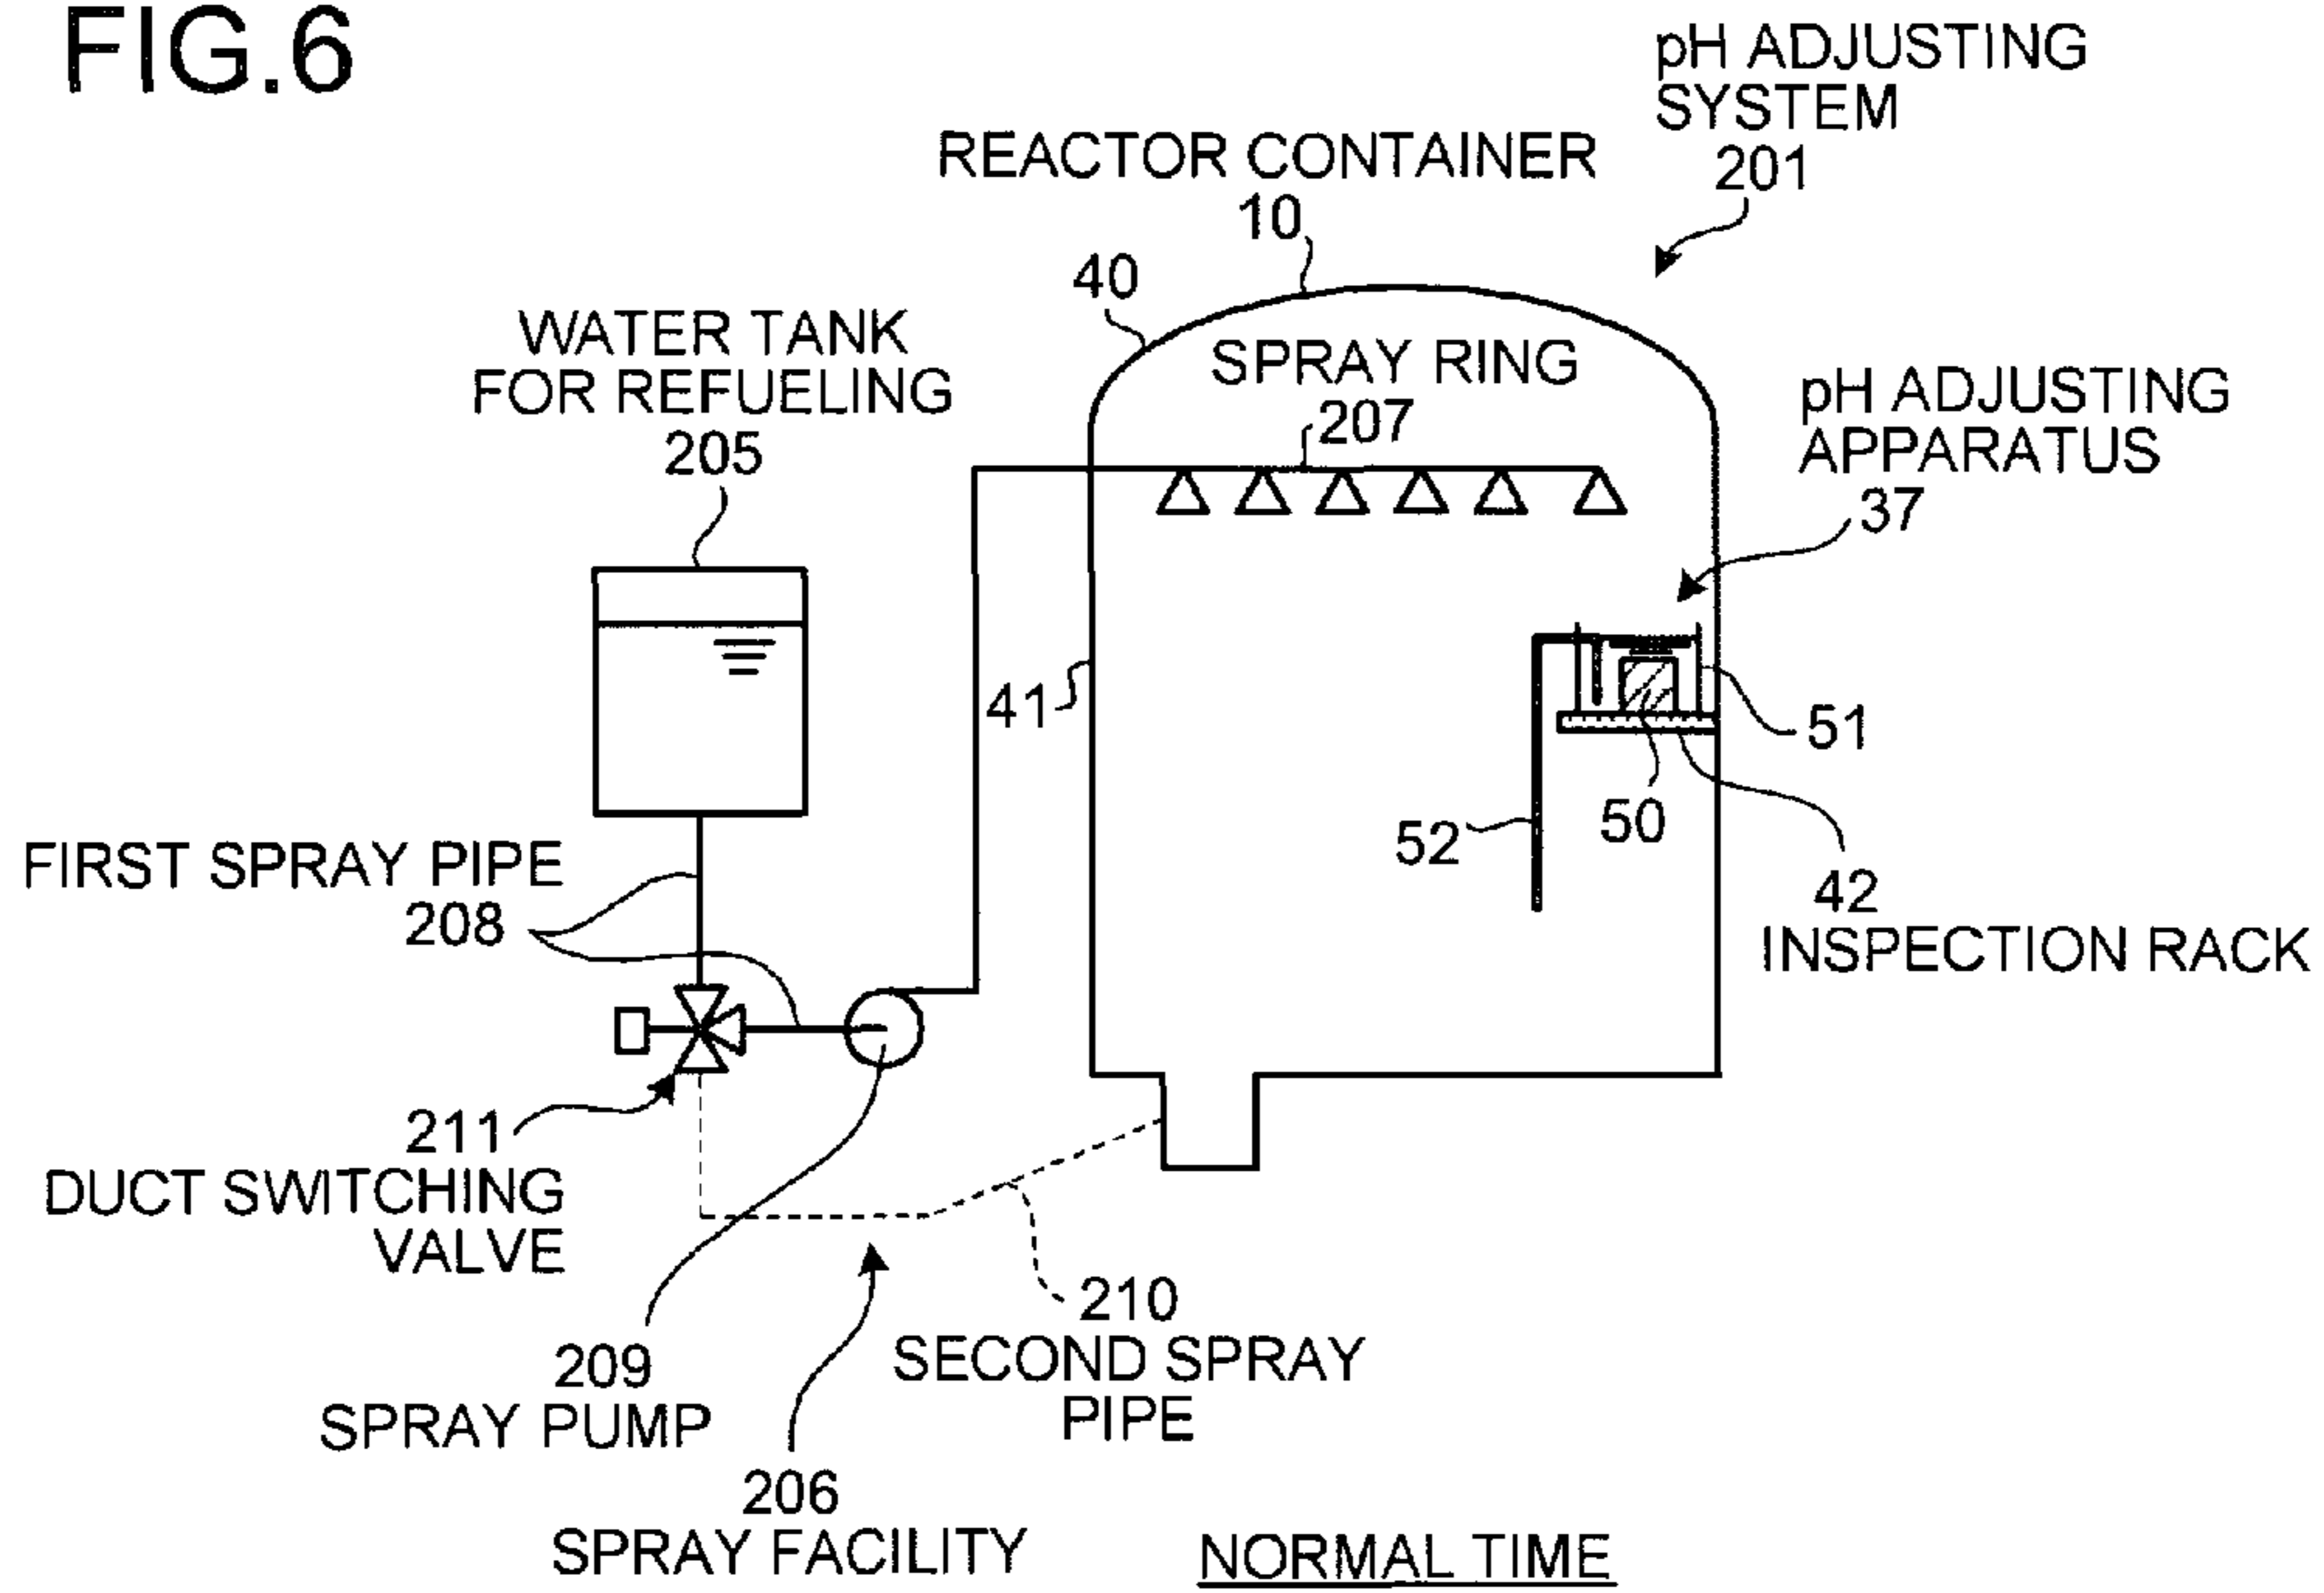 FIG.6
pH ADJUSTING
SYSTEM
201
REACTOR CONTAINER
10
40
WATER TANK
FOR REFUELING
205
SPRAY RING
207
pH ADJUSTING
APPARATUS
37
41
51
50
52
42
INSPECTION RACK
FIRST SPRAY PIPE
208
211
DUCT SWITCHING
VALVE
210
SECOND SPRAY
PIPE
209
SPRAY PUMP
206
SPRAY FACILITY
NORMAL TIME